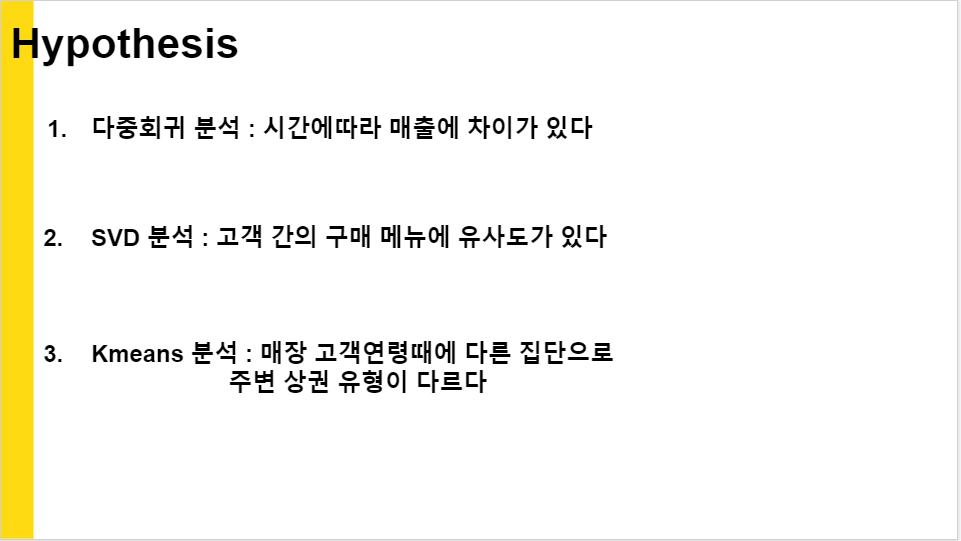 Hypothesis
1. 다중회귀 분석 : 시간에따라 매출에 차이가 있다
2. SVD 분석 : 고객 간의 구매 메뉴에 유사도가 있다
3. Kmeans 분석 : 매장 고객연령때에 다른 집단으로
주변 상권 유형이 다르다